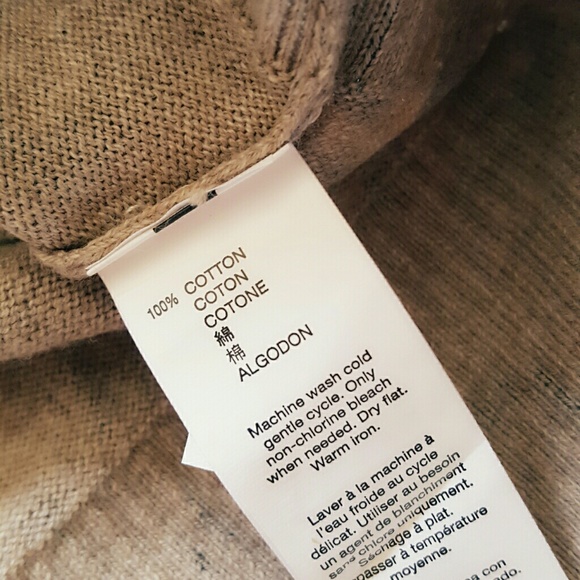 100% COTTON
COTON
COTONE
綿
棉
ALGODON
Machine wash cold
gentle cycle. Only
non-chlorine bleach
when needed. Dry flat.
Warm iron.
Laver à la machine à
l'eau froide au cycle
délicat. Utiliser au besoin
un agent de blanchiment
sans chlore uniquement.
Séchage à plat.
passer à température
moyenne.
con